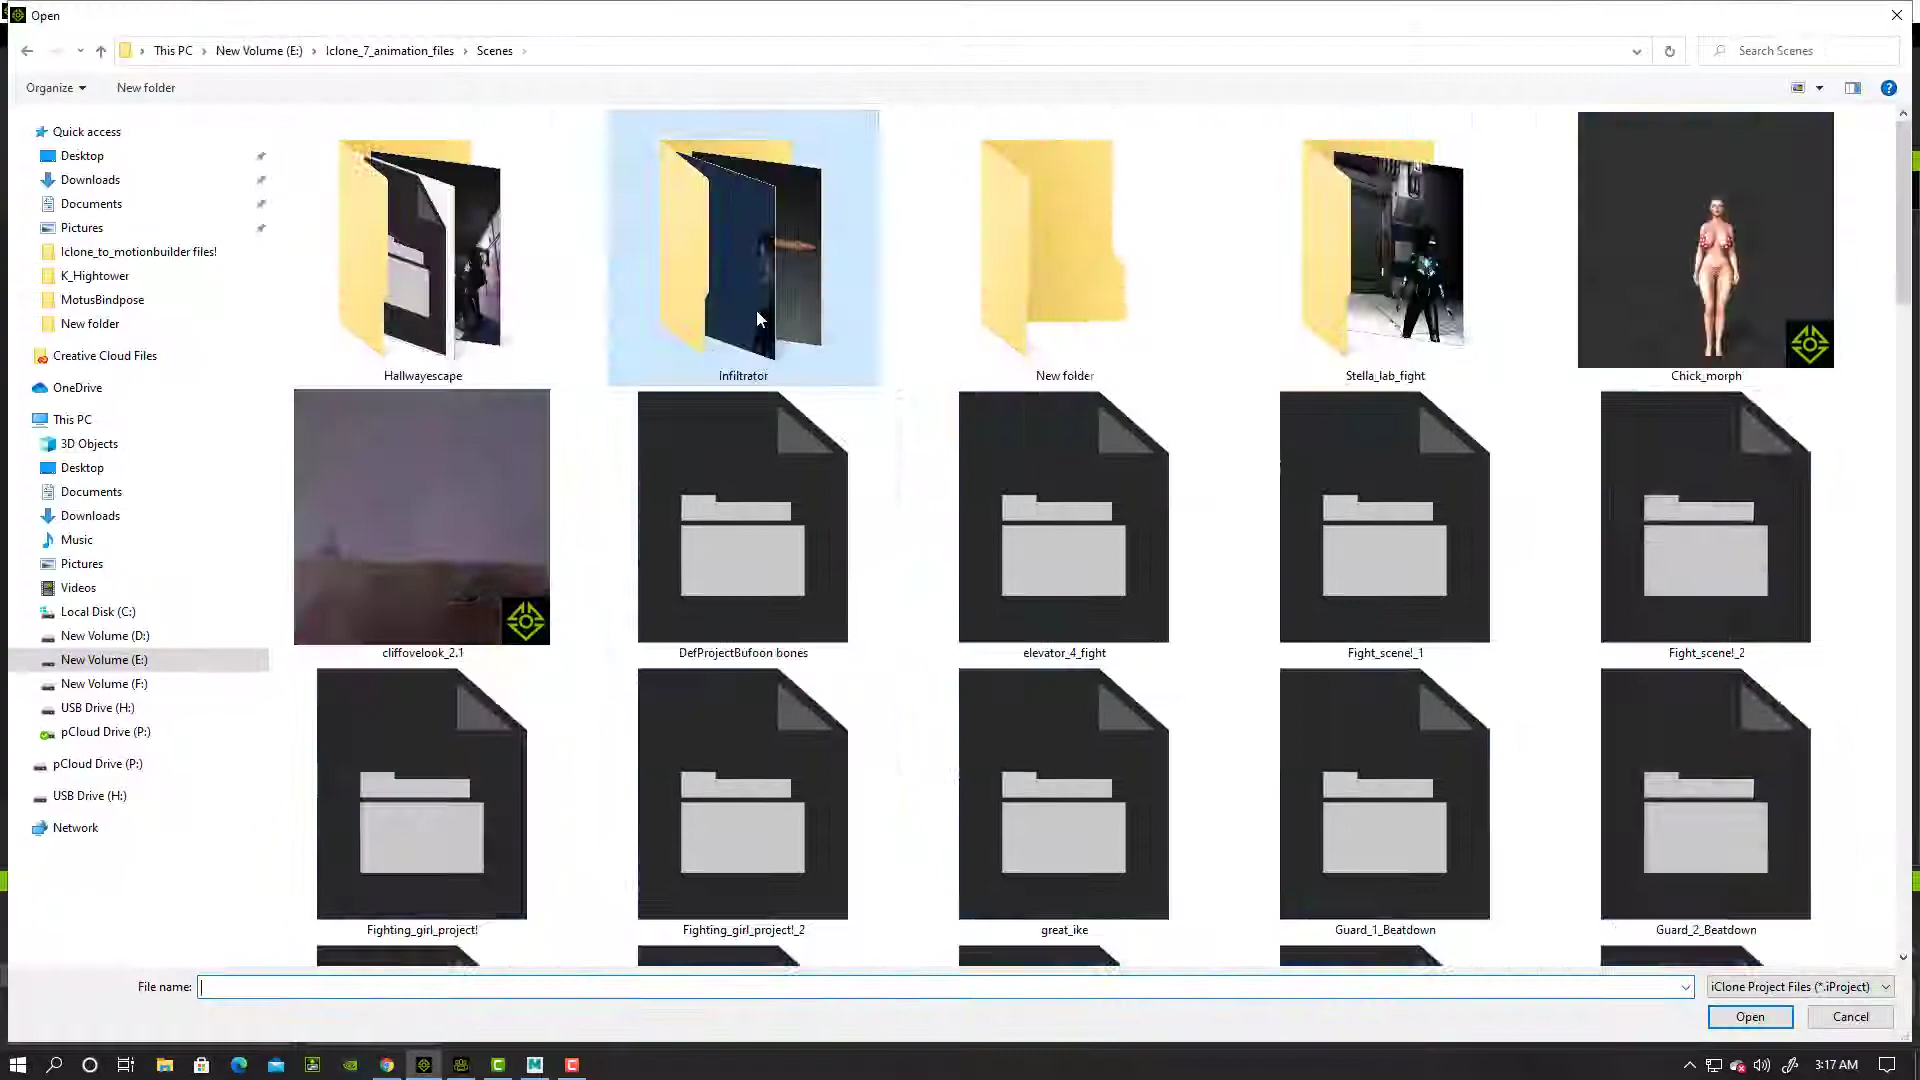 Open
This PC
New Volume (E:)
Iclone_7_animation_files
Scenes
Search Scenes
Organize
New folder
Quick access
Desktop
Downloads
Documents
Pictures
Iclone_to_motionbuilder files!
K_Hightower
MotusBindpose
New folder
Creative Cloud Files
OneDrive
This PC
3D Objects
Desktop
Documents
Downloads
Music
Pictures
Videos
Local Disk (C:)
New Volume (D:)
New Volume (E:)
New Volume (F:)
USB Drive (H:)
pCloud Drive (P:)
pCloud Drive (P:)
USB Drive (H:)
Network
Hallwayescape
Infiltrator
New folder
Stella_lab_fight
Chick_morph
cliffovelook_2.1
DefProjectBufoon bones
elevator_4_fight
Fight_scene!_1
Fight_scene!_2
Fighting_girl_project!
Fighting_girl_project!_2
great_ike
Guard_1_Beatdown
Guard_2_Beatdown
File name:
iClone Project Files (*.iProject)
Open
Cancel
3:17 AM